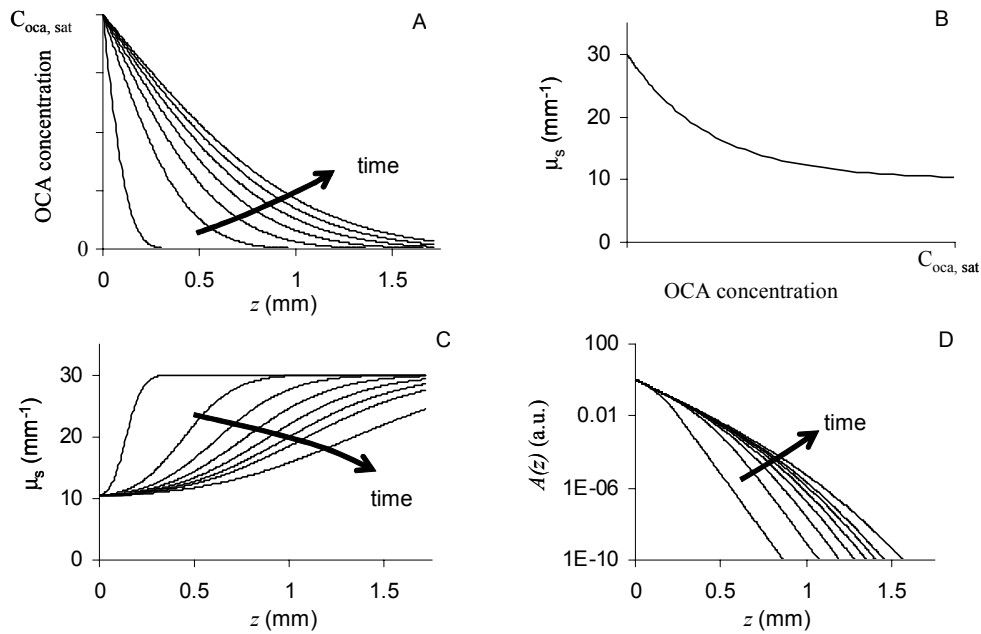 A
C_oca, sat
OCA concentration
0
time
0 0.5 1 1.5
z (mm)
B
μ_s (mm⁻¹)
30
20
10
0
C_oca, sat
OCA concentration
C
μ_s (mm⁻¹)
30
20
10
0
time
0 0.5 1 1.5
z (mm)
D
A(z) (a.u.)
100
0.01
1E-06
1E-10
time
0 0.5 1 1.5
z (mm)